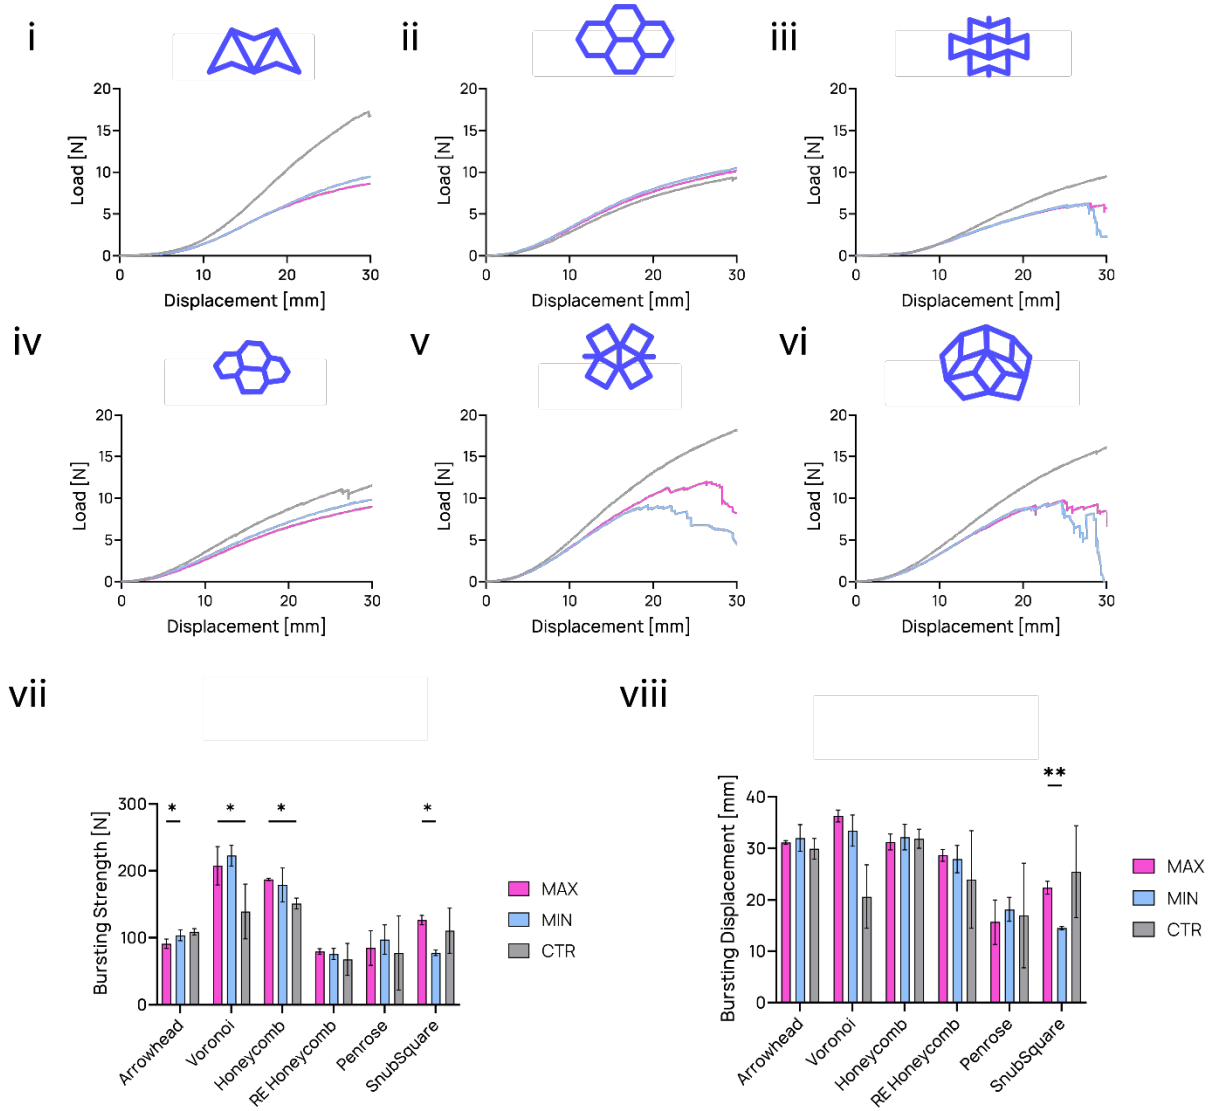 i
ii
iii
20
15
10
5
0
Load [N]
0 10 20 30
Displacement [mm]
20
15
10
5
0
Load [N]
0 10 20 30
Displacement [mm]
20
15
10
5
0
Load [N]
0 10 20 30
Displacement [mm]
iv
v
vi
20
15
10
5
0
Load [N]
0 10 20 30
Displacement [mm]
20
15
10
5
0
Load [N]
0 10 20 30
Displacement [mm]
20
15
10
5
0
Load [N]
0 10 20 30
Displacement [mm]
vii
300
200
100
0
Bursting Strength [N]
* * * *
Arrowhead
Voronoi
Honeycomb
RE Honeycomb
Penrose
SnubSquare
MAX
MIN
CTR
viii
40
30
20
10
0
Bursting Displacement [mm]
**
Arrowhead
Voronoi
Honeycomb
RE Honeycomb
Penrose
SnubSquare
MAX
MIN
CTR